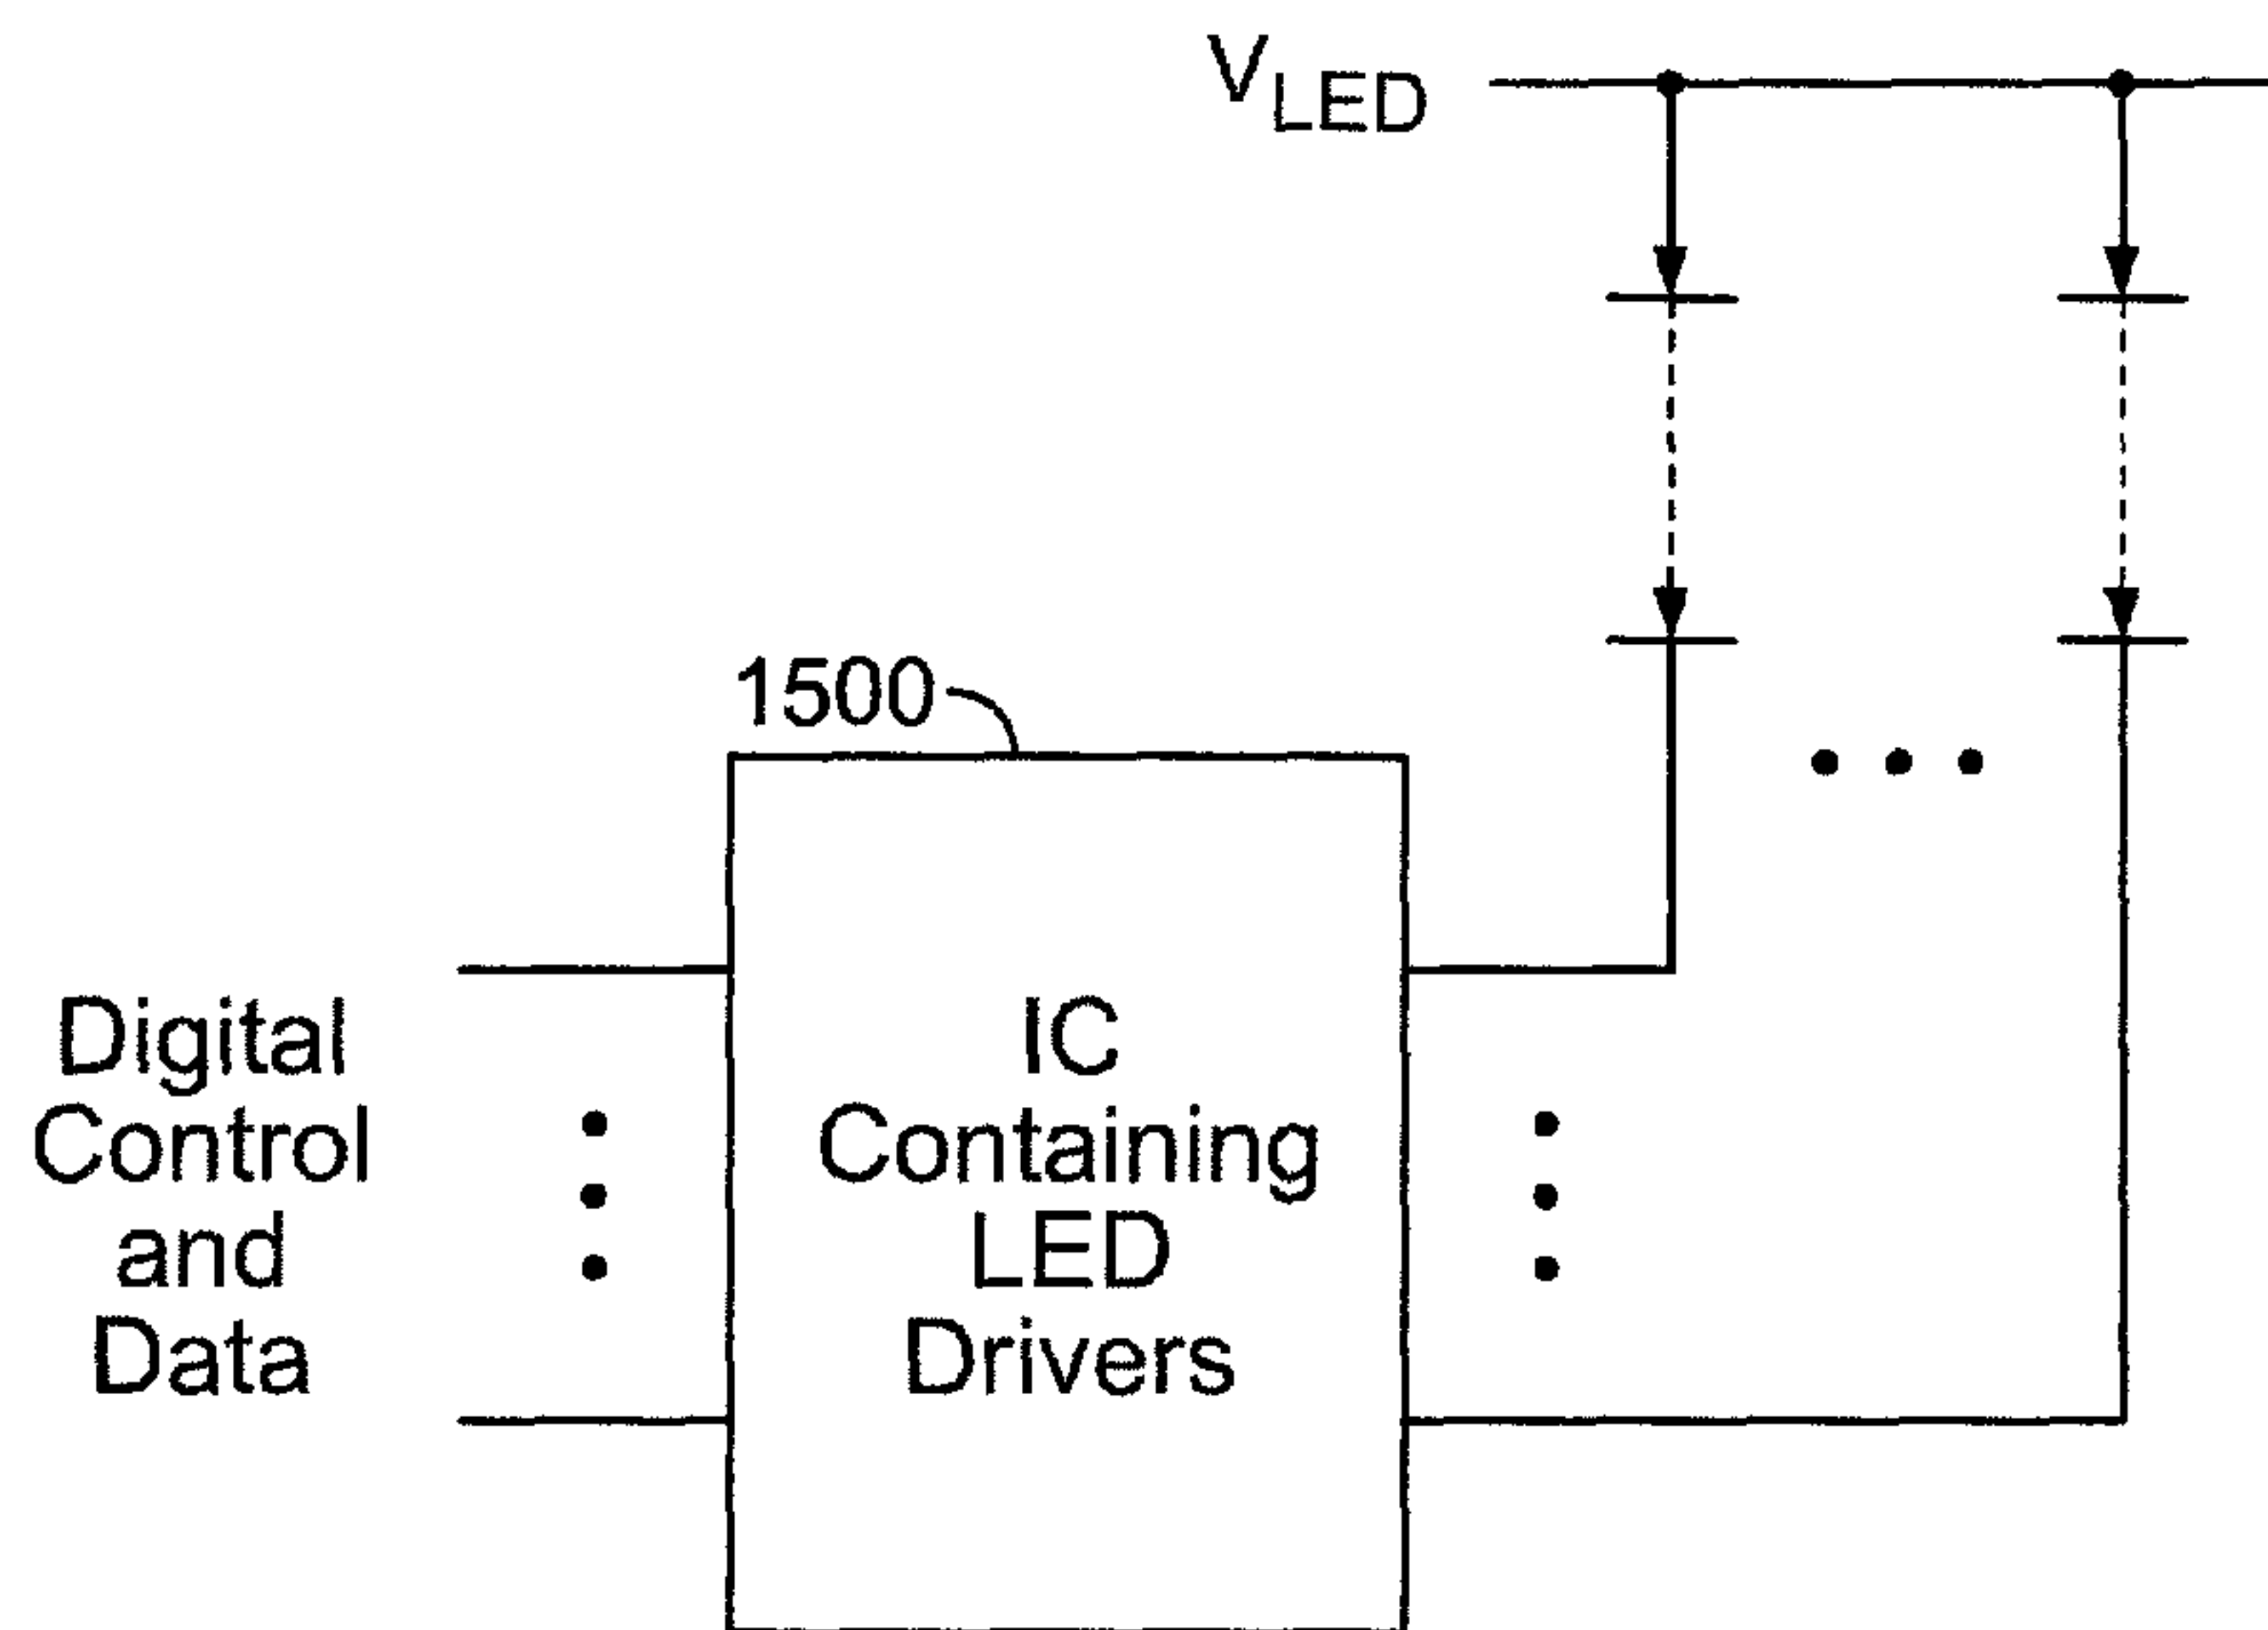 VLED
1500
Digital
Control
and
Data
IC
Containing
LED
Drivers